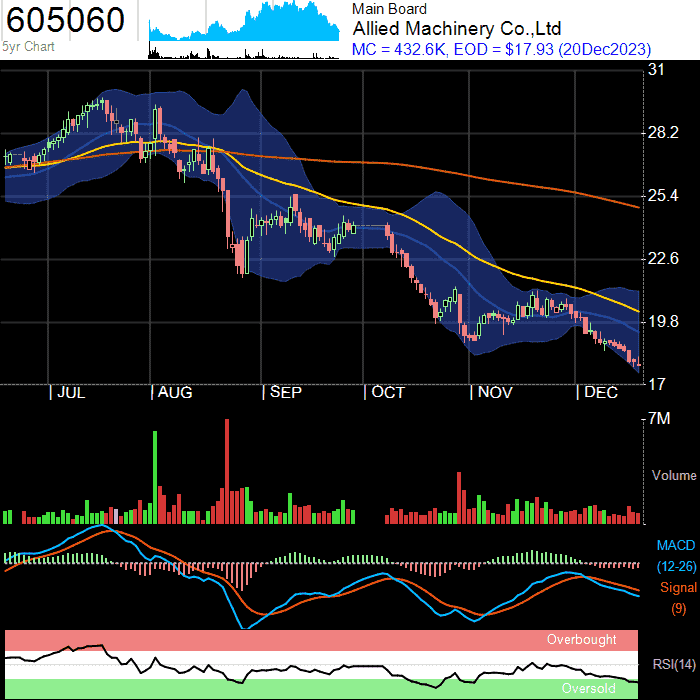 605060
5yr Chart
Main Board
Allied Machinery Co.,Ltd
MC = 432.6K, EOD = $17.93 (20Dec2023)
31
28.2
25.4
22.6
19.8
17
JUL AUG SEP OCT NOV DEC
7M
Volume
MACD
(12-26)
Signal
(9)
Overbought
RSI(14)
Oversold